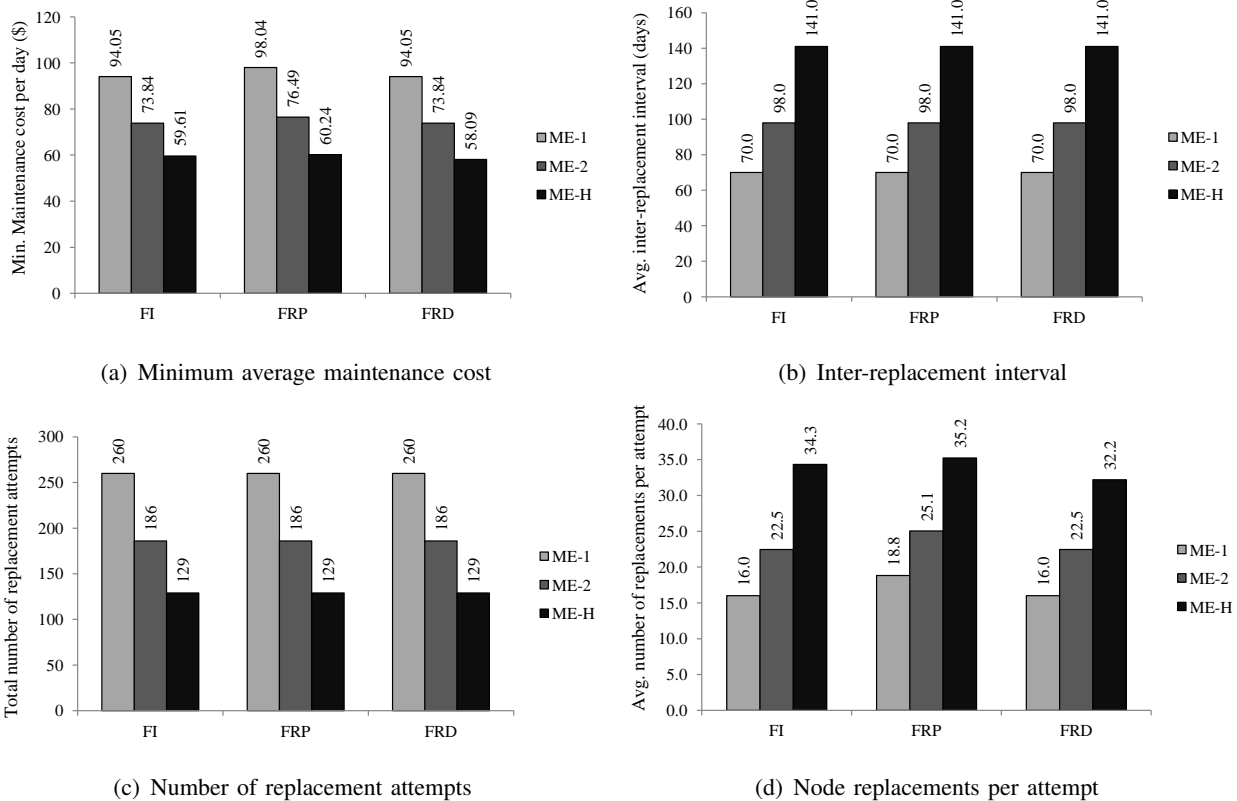 Min. Maintenance cost per day ($)
120
100
80
60
40
20
0
94.05
73.84
59.61
98.04
76.49
60.24
94.05
73.84
58.09
FI
FRP
FRD
ME-1
ME-2
ME-H
(a) Minimum average maintenance cost
Avg. inter-replacement interval (days)
160
140
120
100
80
60
40
20
0
70.0
98.0
141.0
70.0
98.0
141.0
70.0
98.0
141.0
FI
FRP
FRD
ME-1
ME-2
ME-H
(b) Inter-replacement interval
Total number of replacement attempts
300
250
200
150
100
50
0
260
186
129
260
186
129
260
186
129
FI
FRP
FRD
ME-1
ME-2
ME-H
(c) Number of replacement attempts
Avg. number of replacements per attempt
40.0
35.0
30.0
25.0
20.0
15.0
10.0
5.0
0.0
16.0
22.5
34.3
18.8
25.1
35.2
16.0
22.5
32.2
FI
FRP
FRD
ME-1
ME-2
ME-H
(d) Node replacements per attempt